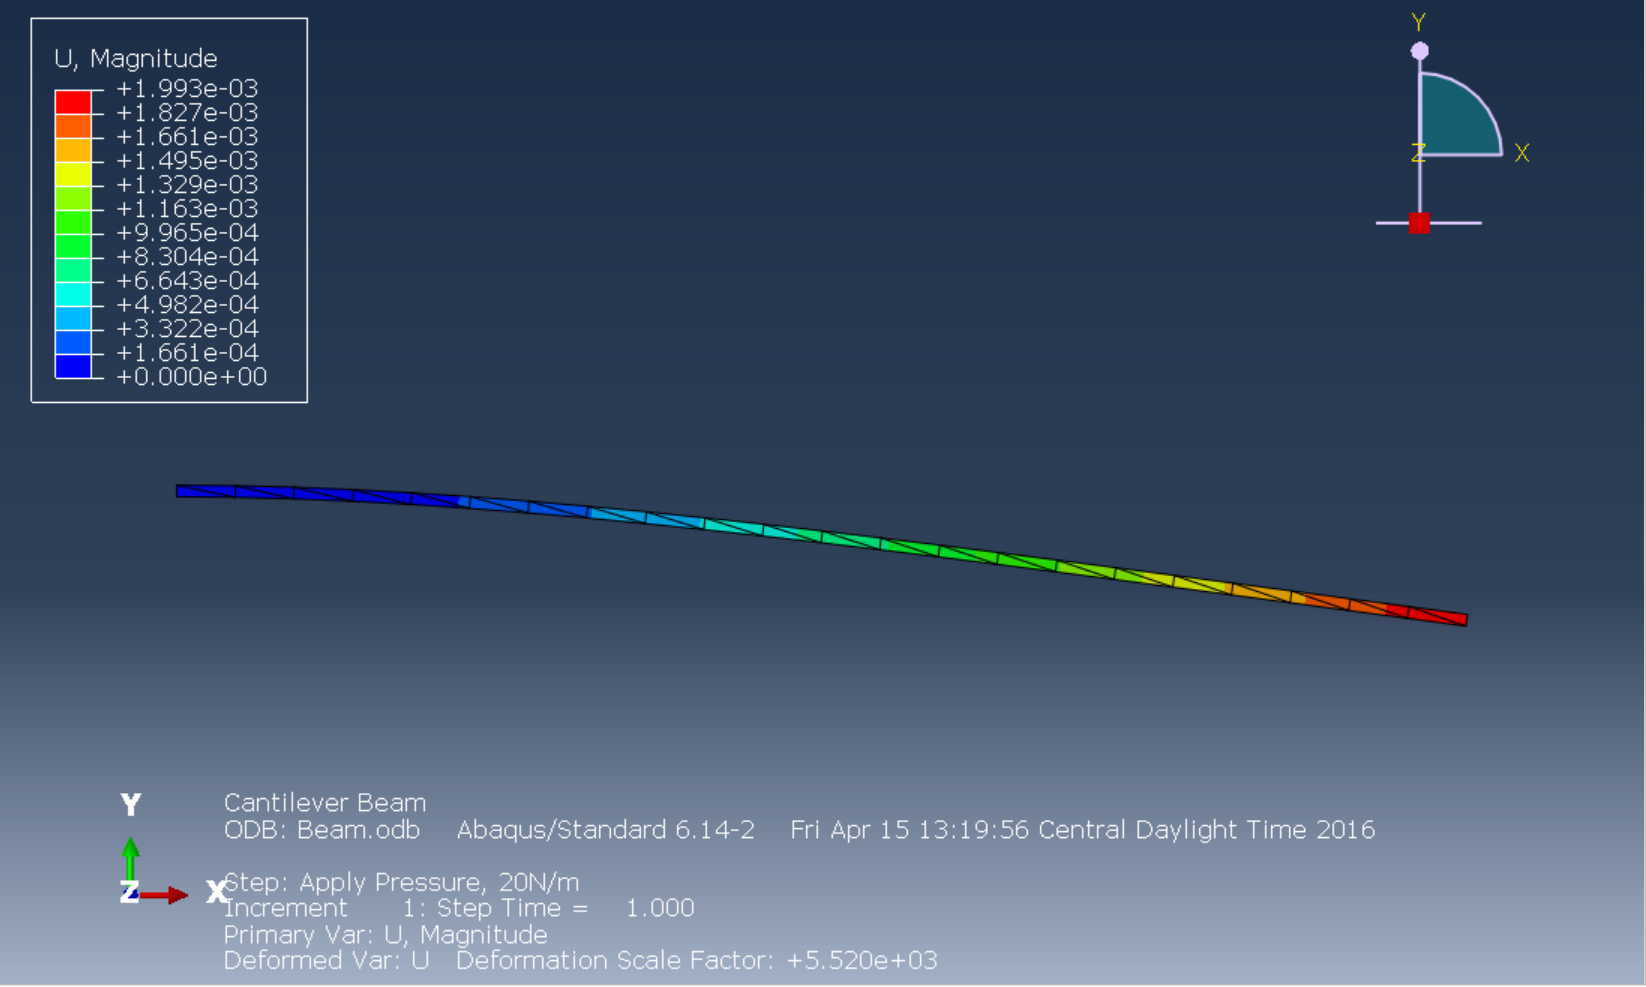 U, Magnitude
+1.993e-03
+1.827e-03
+1.661e-03
+1.495e-03
+1.329e-03
+1.163e-03
+9.965e-04
+8.304e-04
+6.643e-04
+4.982e-04
+3.322e-04
+1.661e-04
+0.000e+00
Y
Z X
Y
Z X
Cantilever Beam
ODB: Beam.odb Abaqus/Standard 6.14-2 Fri Apr 15 13:19:56 Central Daylight Time 2016
Step: Apply Pressure, 20N/m
Increment 1: Step Time = 1.000
Primary Var: U, Magnitude
Deformed Var: U Deformation Scale Factor: +5.520e+03